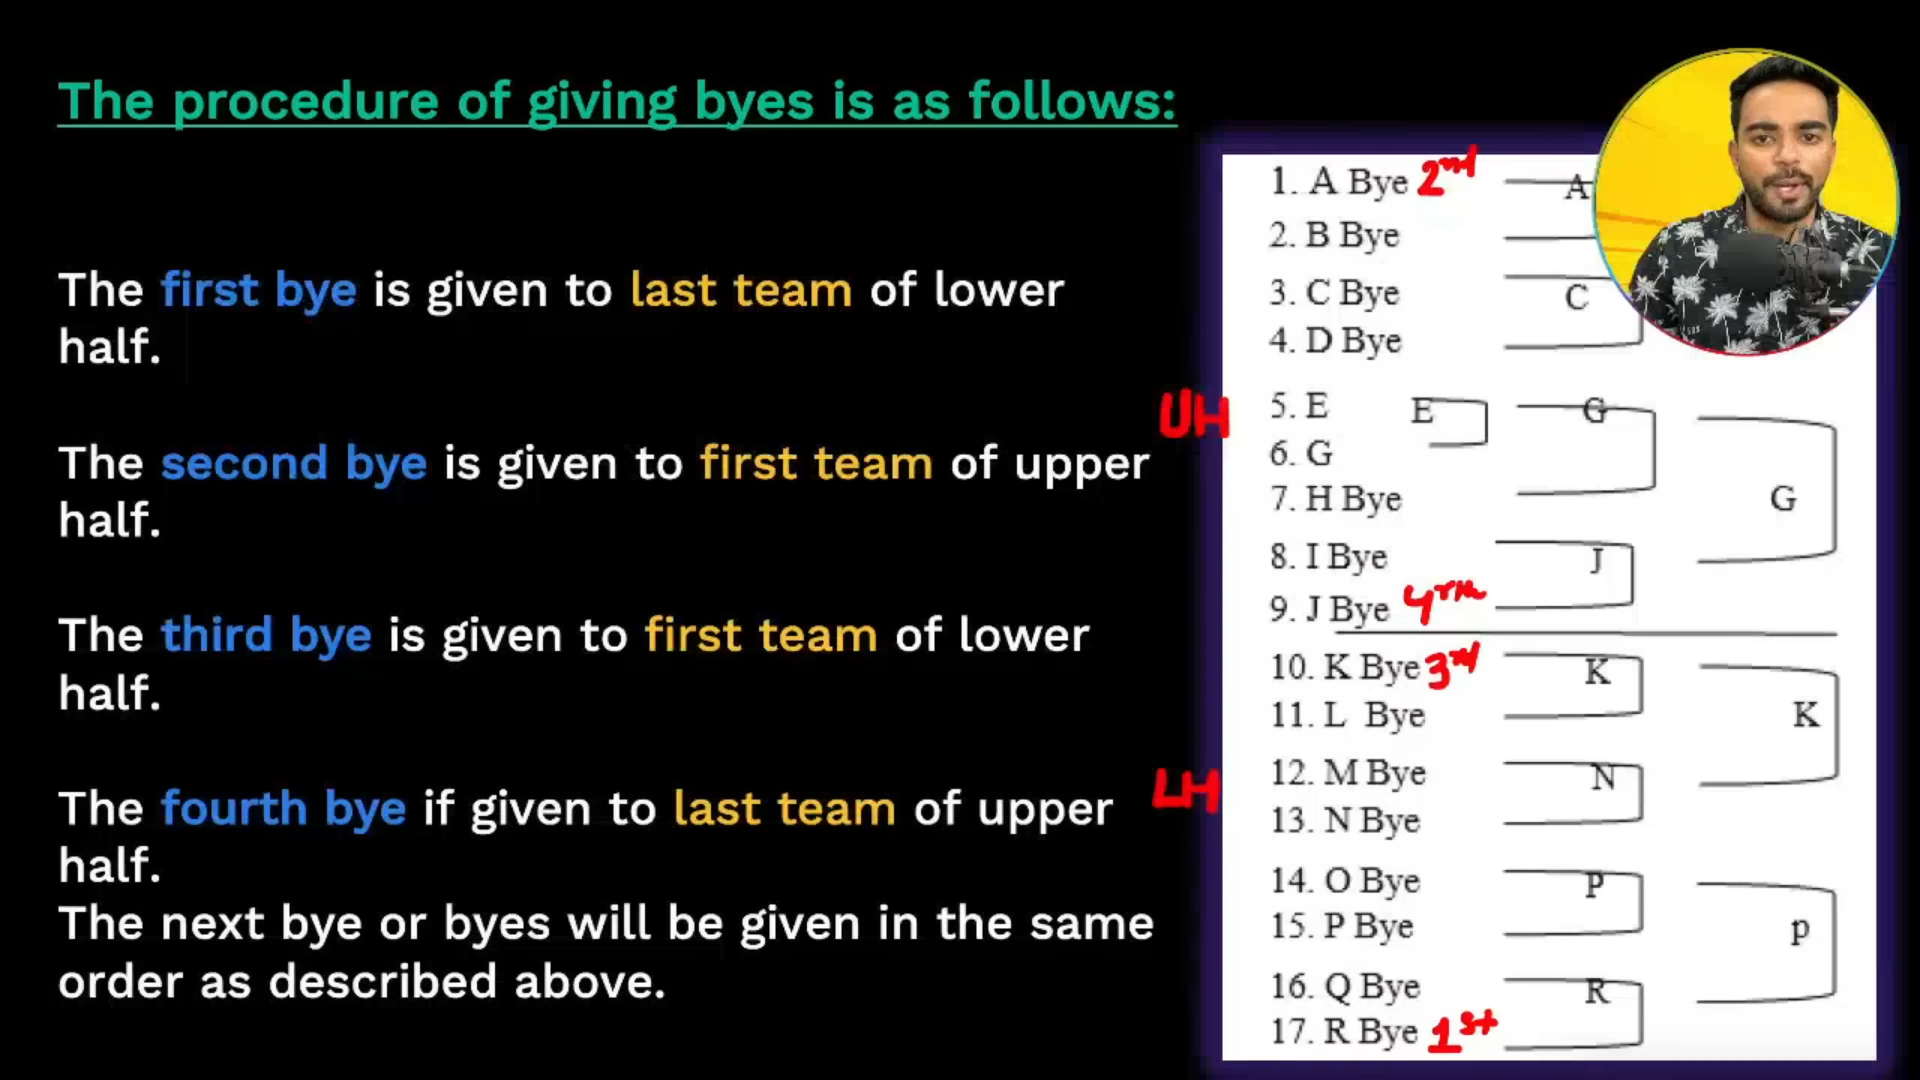 The procedure of giving byes is as follows:
The first bye is given to last team of lower
half.
The second bye is given to first team of upper
half.
The third bye is given to first team of lower
half.
The fourth bye if given to last team of upper
half.
The next bye or byes will be given in the same
order as described above.
UH
LH
1. A Bye 2nd
A
2. B Bye
3. C Bye
C
4. D Bye
5. E
E
G
6. G
7. H Bye
G
8. I Bye
J
9. J Bye 4TH
10. K Bye 3rd
K
11. L Bye
K
12. M Bye
N
13. N Bye
14. O Bye
P
15. P Bye
p
16. Q Bye
R
17. R Bye 1st